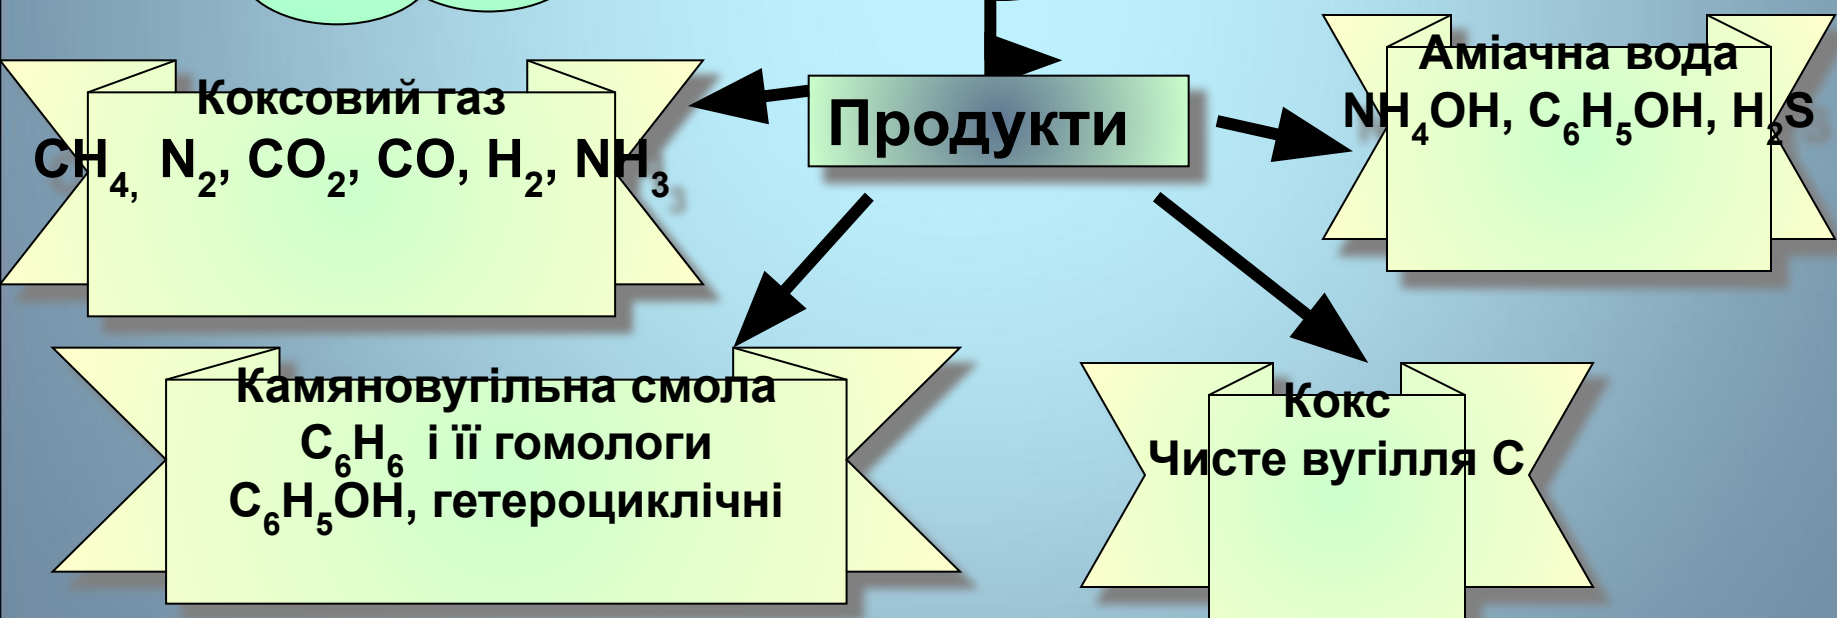 Продукти
Коксовий газ
CH₄, N₂, CO₂, CO, H₂, NH₃
Аміачна вода
NH₄OH, C₆H₅OH, H₂S
Камяновугільна смола
C₆H₆ і її гомологи
C₆H₅OH, гетероциклічні
Кокс
Чисте вугілля С